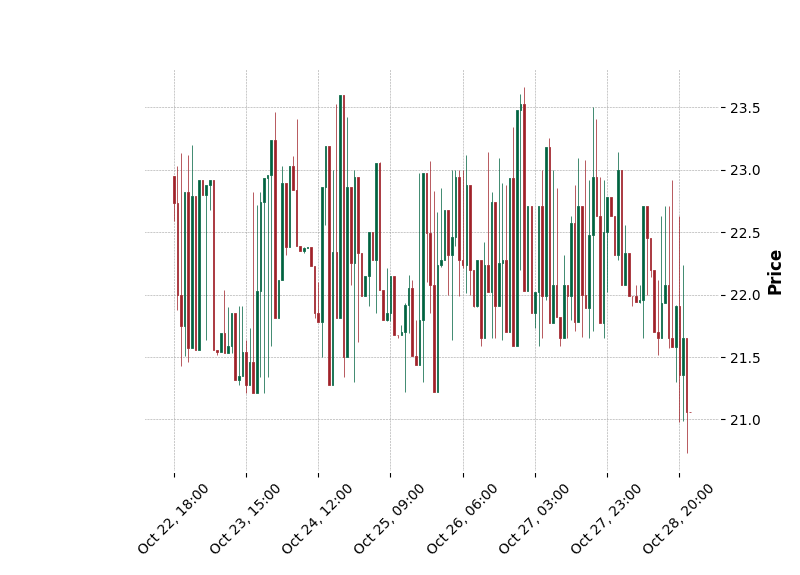 23.5
23.0
22.5
22.0
21.5
21.0
Price
Oct 22, 18:00
Oct 23, 15:00
Oct 24, 12:00
Oct 25, 09:00
Oct 26, 06:00
Oct 27, 03:00
Oct 27, 23:00
Oct 28, 20:00